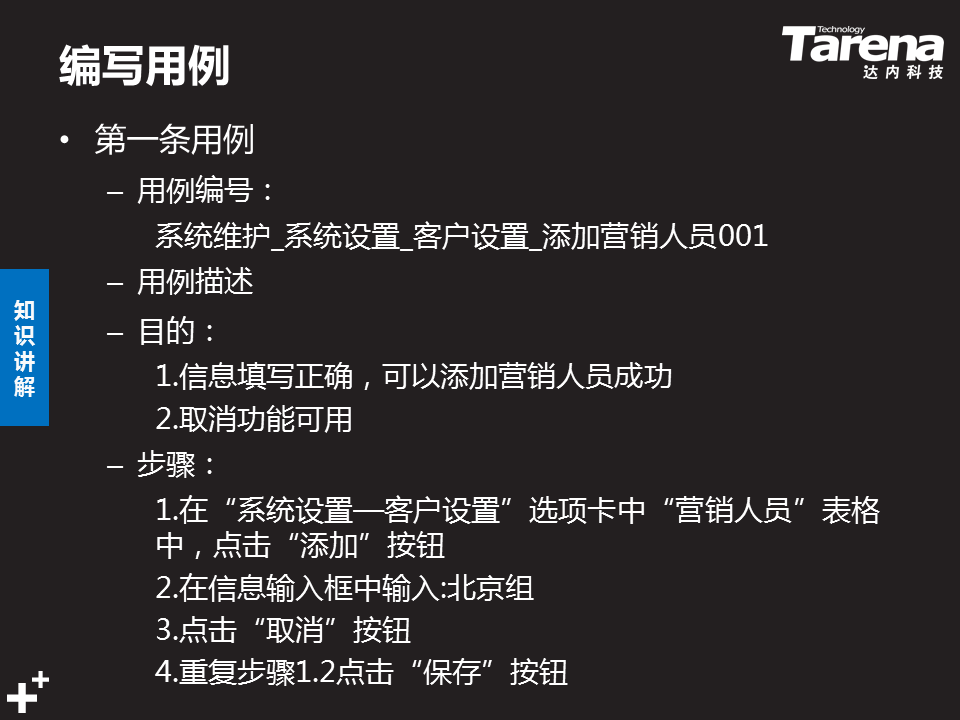 编写用例
Technology
Tarena
达内科技
• 第一条用例
– 用例编号：
系统维护_系统设置_客户设置_添加营销人员001
– 用例描述
– 目的：
1.信息填写正确，可以添加营销人员成功
2.取消功能可用
– 步骤：
1.在“系统设置—客户设置”选项卡中“营销人员”表格
中，点击“添加”按钮
2.在信息输入框中输入:北京组
3.点击“取消”按钮
4.重复步骤1.2点击“保存”按钮
知
识
讲
解